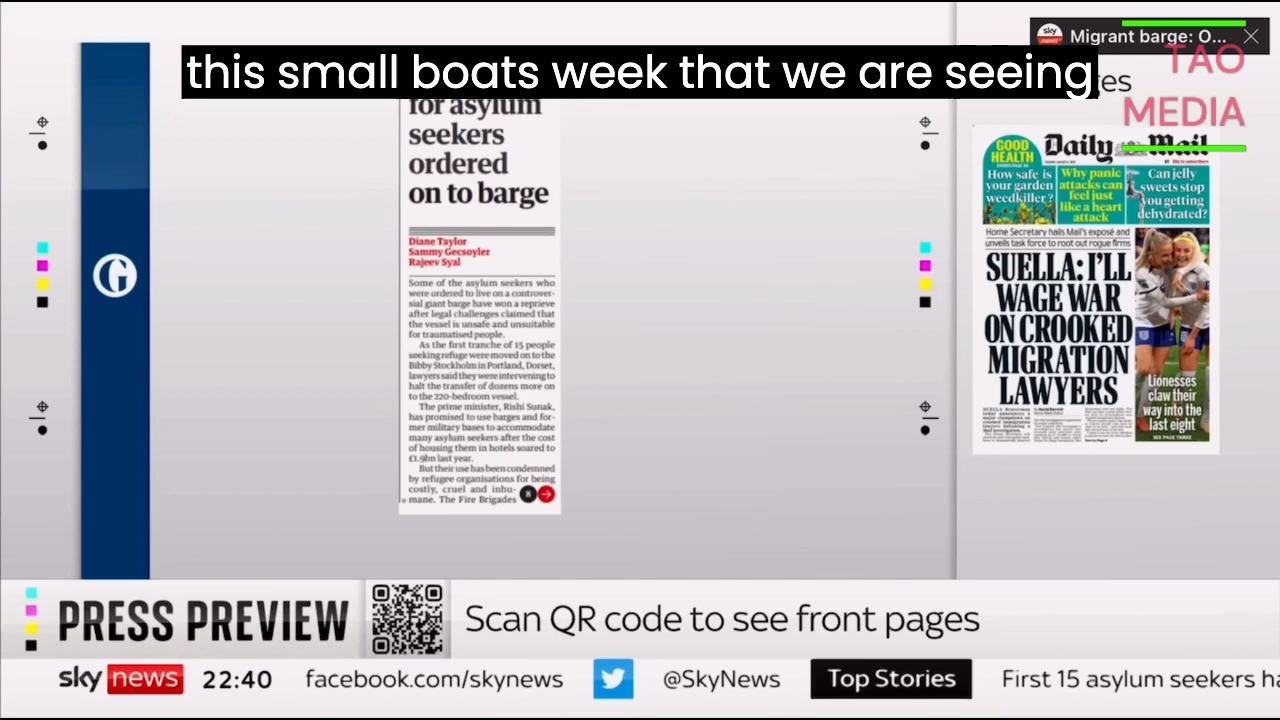 this small boats week that we are seeing
sky
news
Migrant barge: O...
TAO
MEDIA
ges
for asylum
seekers
ordered
on to barge
Diane Taylor
Sammy Gecsoyler
Rajeev Syal
Some of the asylum seekers who
were ordered to live on a controver-
sial giant barge have won a reprieve
after legal challenges claimed that
the vessel is unsafe and unsuitable
for traumatised people.
As the first tranche of 15 people
seeking refuge were moved on to the
Bibby Stockholm in Portland, Dorset,
lawyers said they were intervening to
halt the transfer of dozens more on
to the 220-bedroom vessel.
The prime minister, Rishi Sunak,
has promised to use barges and for-
mer military bases to accommodate
many asylum seekers after the cost
of housing them in hotels soared to
£1.9bn last year.
But their use has been condemned
by refugee organisations for being
costly, cruel and inhu-
mane. The Fire Brigades
8
G
GOOD
HEALTH
Daily Mail
How safe is
your garden
weedkiller?
Why panic
attacks can
feel just
like a heart
attack
Can jelly
sweets stop
you getting
dehydrated?
Home Secretary hails Mail's exposé and
unveils task force to root out rogue firms
SUELLA: I'LL
WAGE WAR
ON CROOKED
MIGRATION
LAWYERS
Lionesses
claw their
way into the
last eight
SEE PAGE THREE
PRESS PREVIEW
Scan QR code to see front pages
sky news 22:40 facebook.com/skynews @SkyNews Top Stories First 15 asylum seekers ha